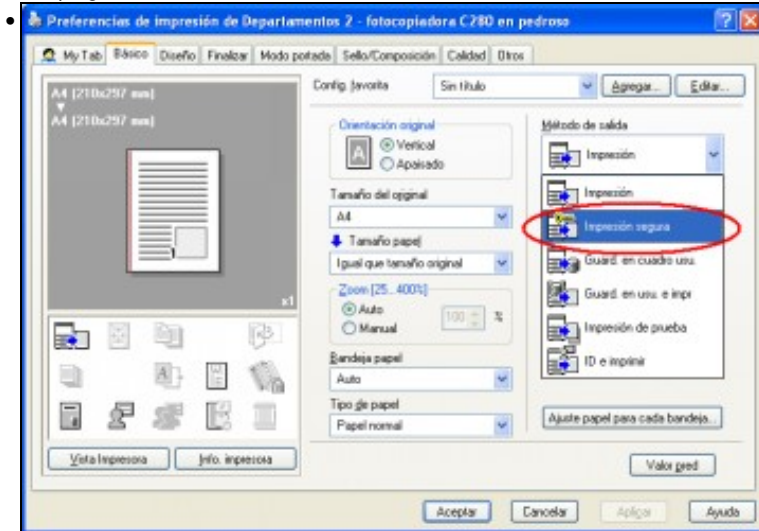 Preferencias de impresión de Departamentos 2 - fotocopiadora C280 en pedroso
My Tab Básico Diseño Finalizar Modo portada Sello/Composición Calidad Otros
A4 (210x297 mm)
A4 (210x297 mm)
x1
Vista Impresora Info. impresora
Config. favorita Sin título Agregar... Editar...
Orientación original
A
Vertical
Apaisado
Tamaño del original
A4
Tamaño papel
Igual que tamaño original
Zoom [25...400%]
Auto
Manual
100 %
Bandeja papel
Auto
Tipo de papel
Papel normal
Método de salida
Impresión
Impresión
Impresión segura
Guard. en cuadro usu.
Guard. en usu. e impr
Impresión de prueba
ID e imprimir
Ajuste papel para cada bandeja...
Valor pred
Aceptar Cancelar Aplicar Ayuda